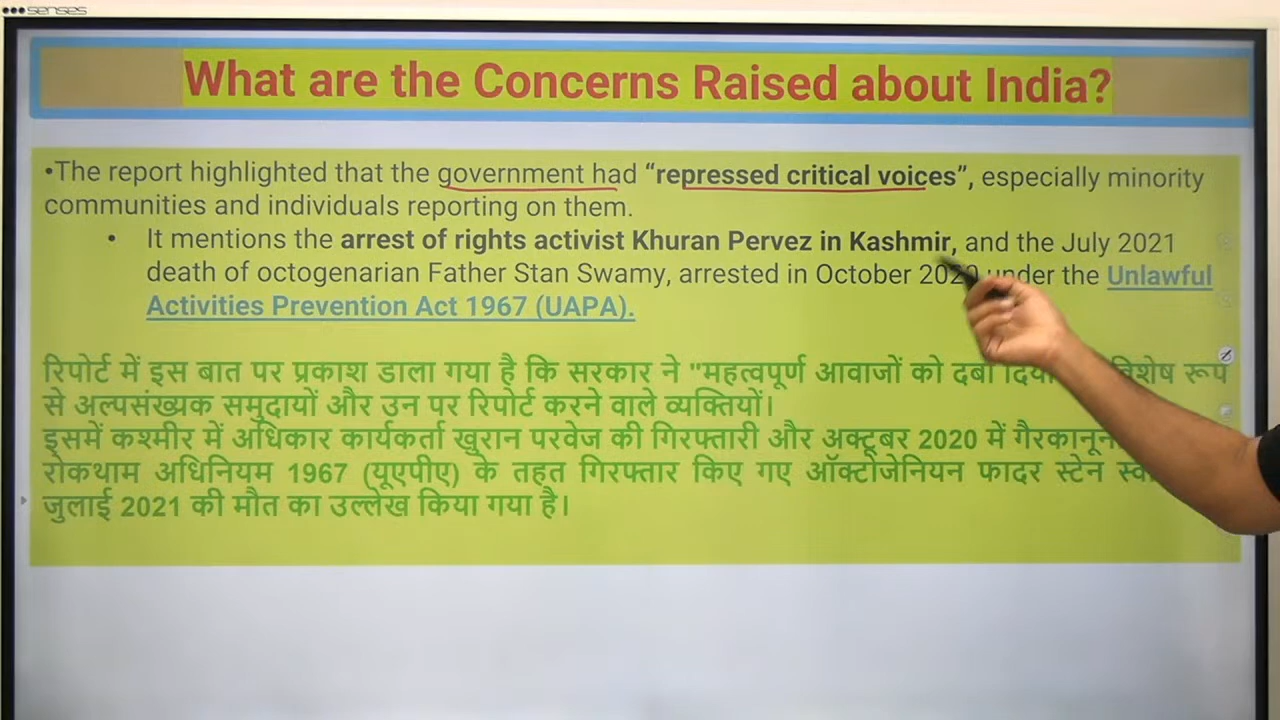 senses
What are the Concerns Raised about India?
•The report highlighted that the government had “repressed critical voices”, especially minority
communities and individuals reporting on them.
• It mentions the arrest of rights activist Khuran Pervez in Kashmir, and the July 2021
death of octogenarian Father Stan Swamy, arrested in October 2020 under the Unlawful
Activities Prevention Act 1967 (UAPA).
रिपोर्ट में इस बात पर प्रकाश डाला गया है कि सरकार ने "महत्वपूर्ण आवाजों को दबा दिया विशेष रूप
से अल्पसंख्यक समुदायों और उन पर रिपोर्ट करने वाले व्यक्तियों।
इसमें कश्मीर में अधिकार कार्यकर्ता खुरान परवेज की गिरफ्तारी और अक्टूबर 2020 में
रोकथाम अधिनियम 1967 (यूएपीए) के तहत गिरफ्तार किए गए ऑक्टोजेनियन फादर स्टेन
जुलाई 2021 की मौत का उल्लेख किया गया है।